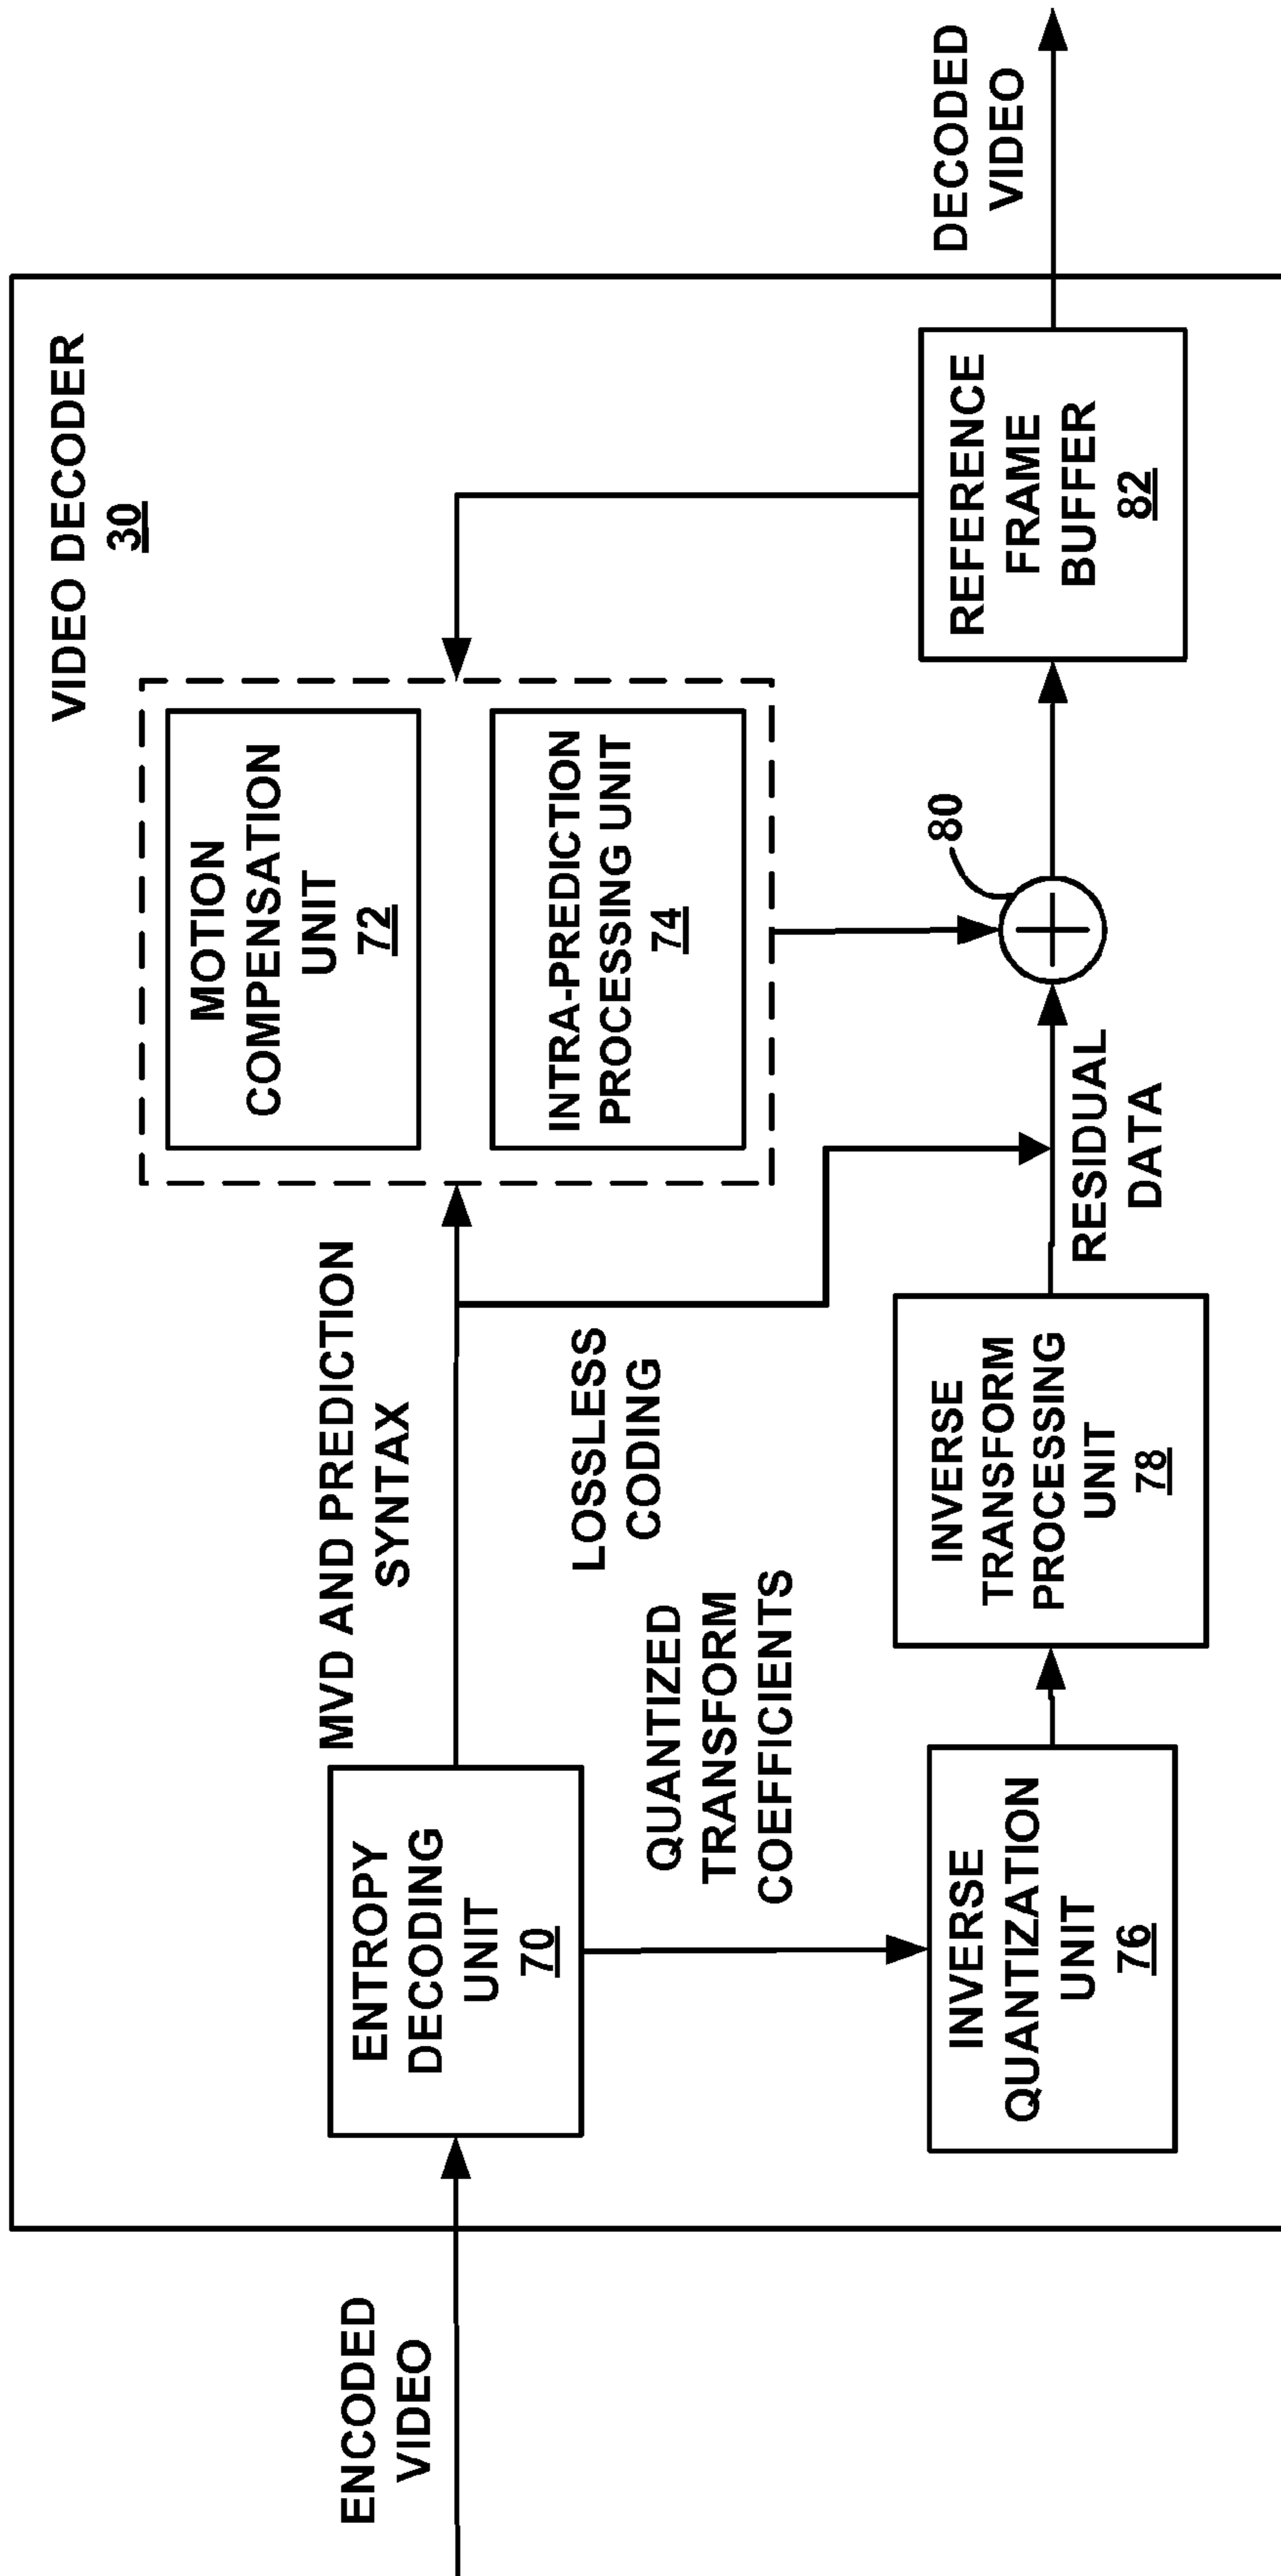 VIDEO DECODER
30
ENCODED
VIDEO
ENTROPY
DECODING
UNIT
70
MVD AND PREDICTION
SYNTAX
MOTION
COMPENSATION
UNIT
72
INTRA-PREDICTION
PROCESSING UNIT
74
LOSSLESS
CODING
QUANTIZED
TRANSFORM
COEFFICIENTS
INVERSE
QUANTIZATION
UNIT
76
INVERSE
TRANSFORM
PROCESSING
UNIT
78
RESIDUAL
DATA
80
REFERENCE
FRAME
BUFFER
82
DECODED
VIDEO